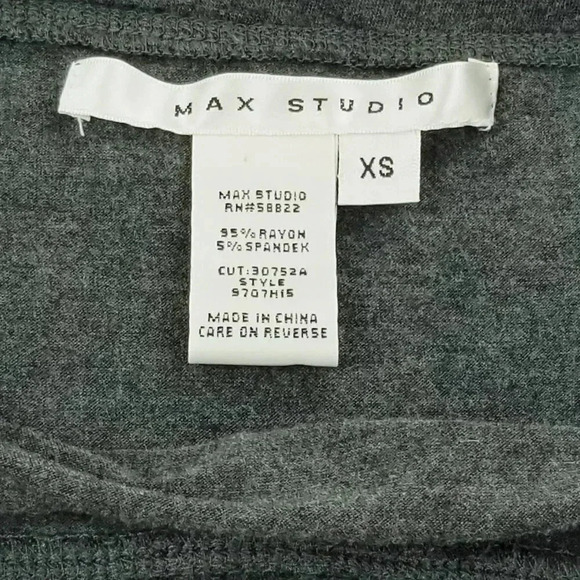 MAX STUDIO
XS
MAX STUDIO
RN#58822
95% RAYON
5% SPANDEX
CUT:30752A
STYLE
9707H15
MADE IN CHINA
CARE ON REVERSE